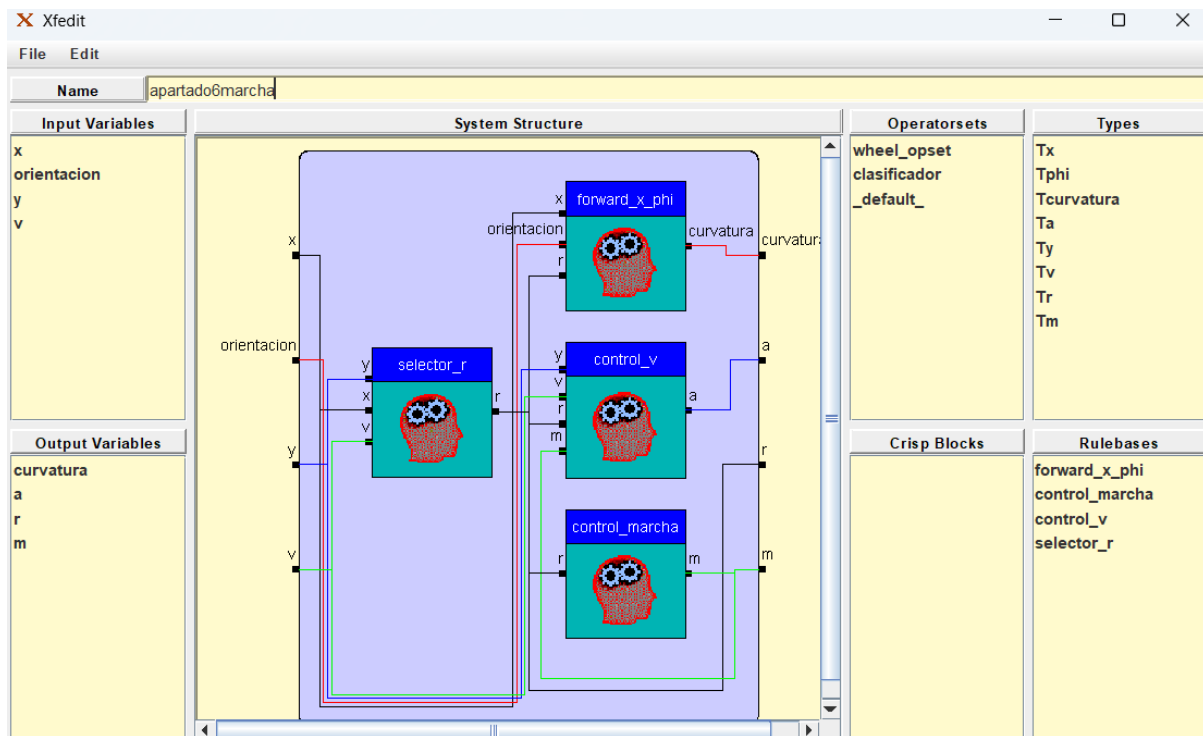 Xfedit
File Edit
Name apartado6marcha
Input Variables
x
orientacion
y
v
Output Variables
curvatura
a
r
m
System Structure
x
orientacion
y
v
selector_r
y
x
v
r
forward_x_phi
x
orientacion
r
curvatura
control_v
y
v
r
m
a
control_marcha
r
m
curvatura
a
r
m
Operatorsets
wheel_opset
clasificador
_default_
Types
Tx
Tphi
Tcurvatura
Ta
Ty
Tv
Tr
Tm
Crisp Blocks
Rulebases
forward_x_phi
control_marcha
control_v
selector_r